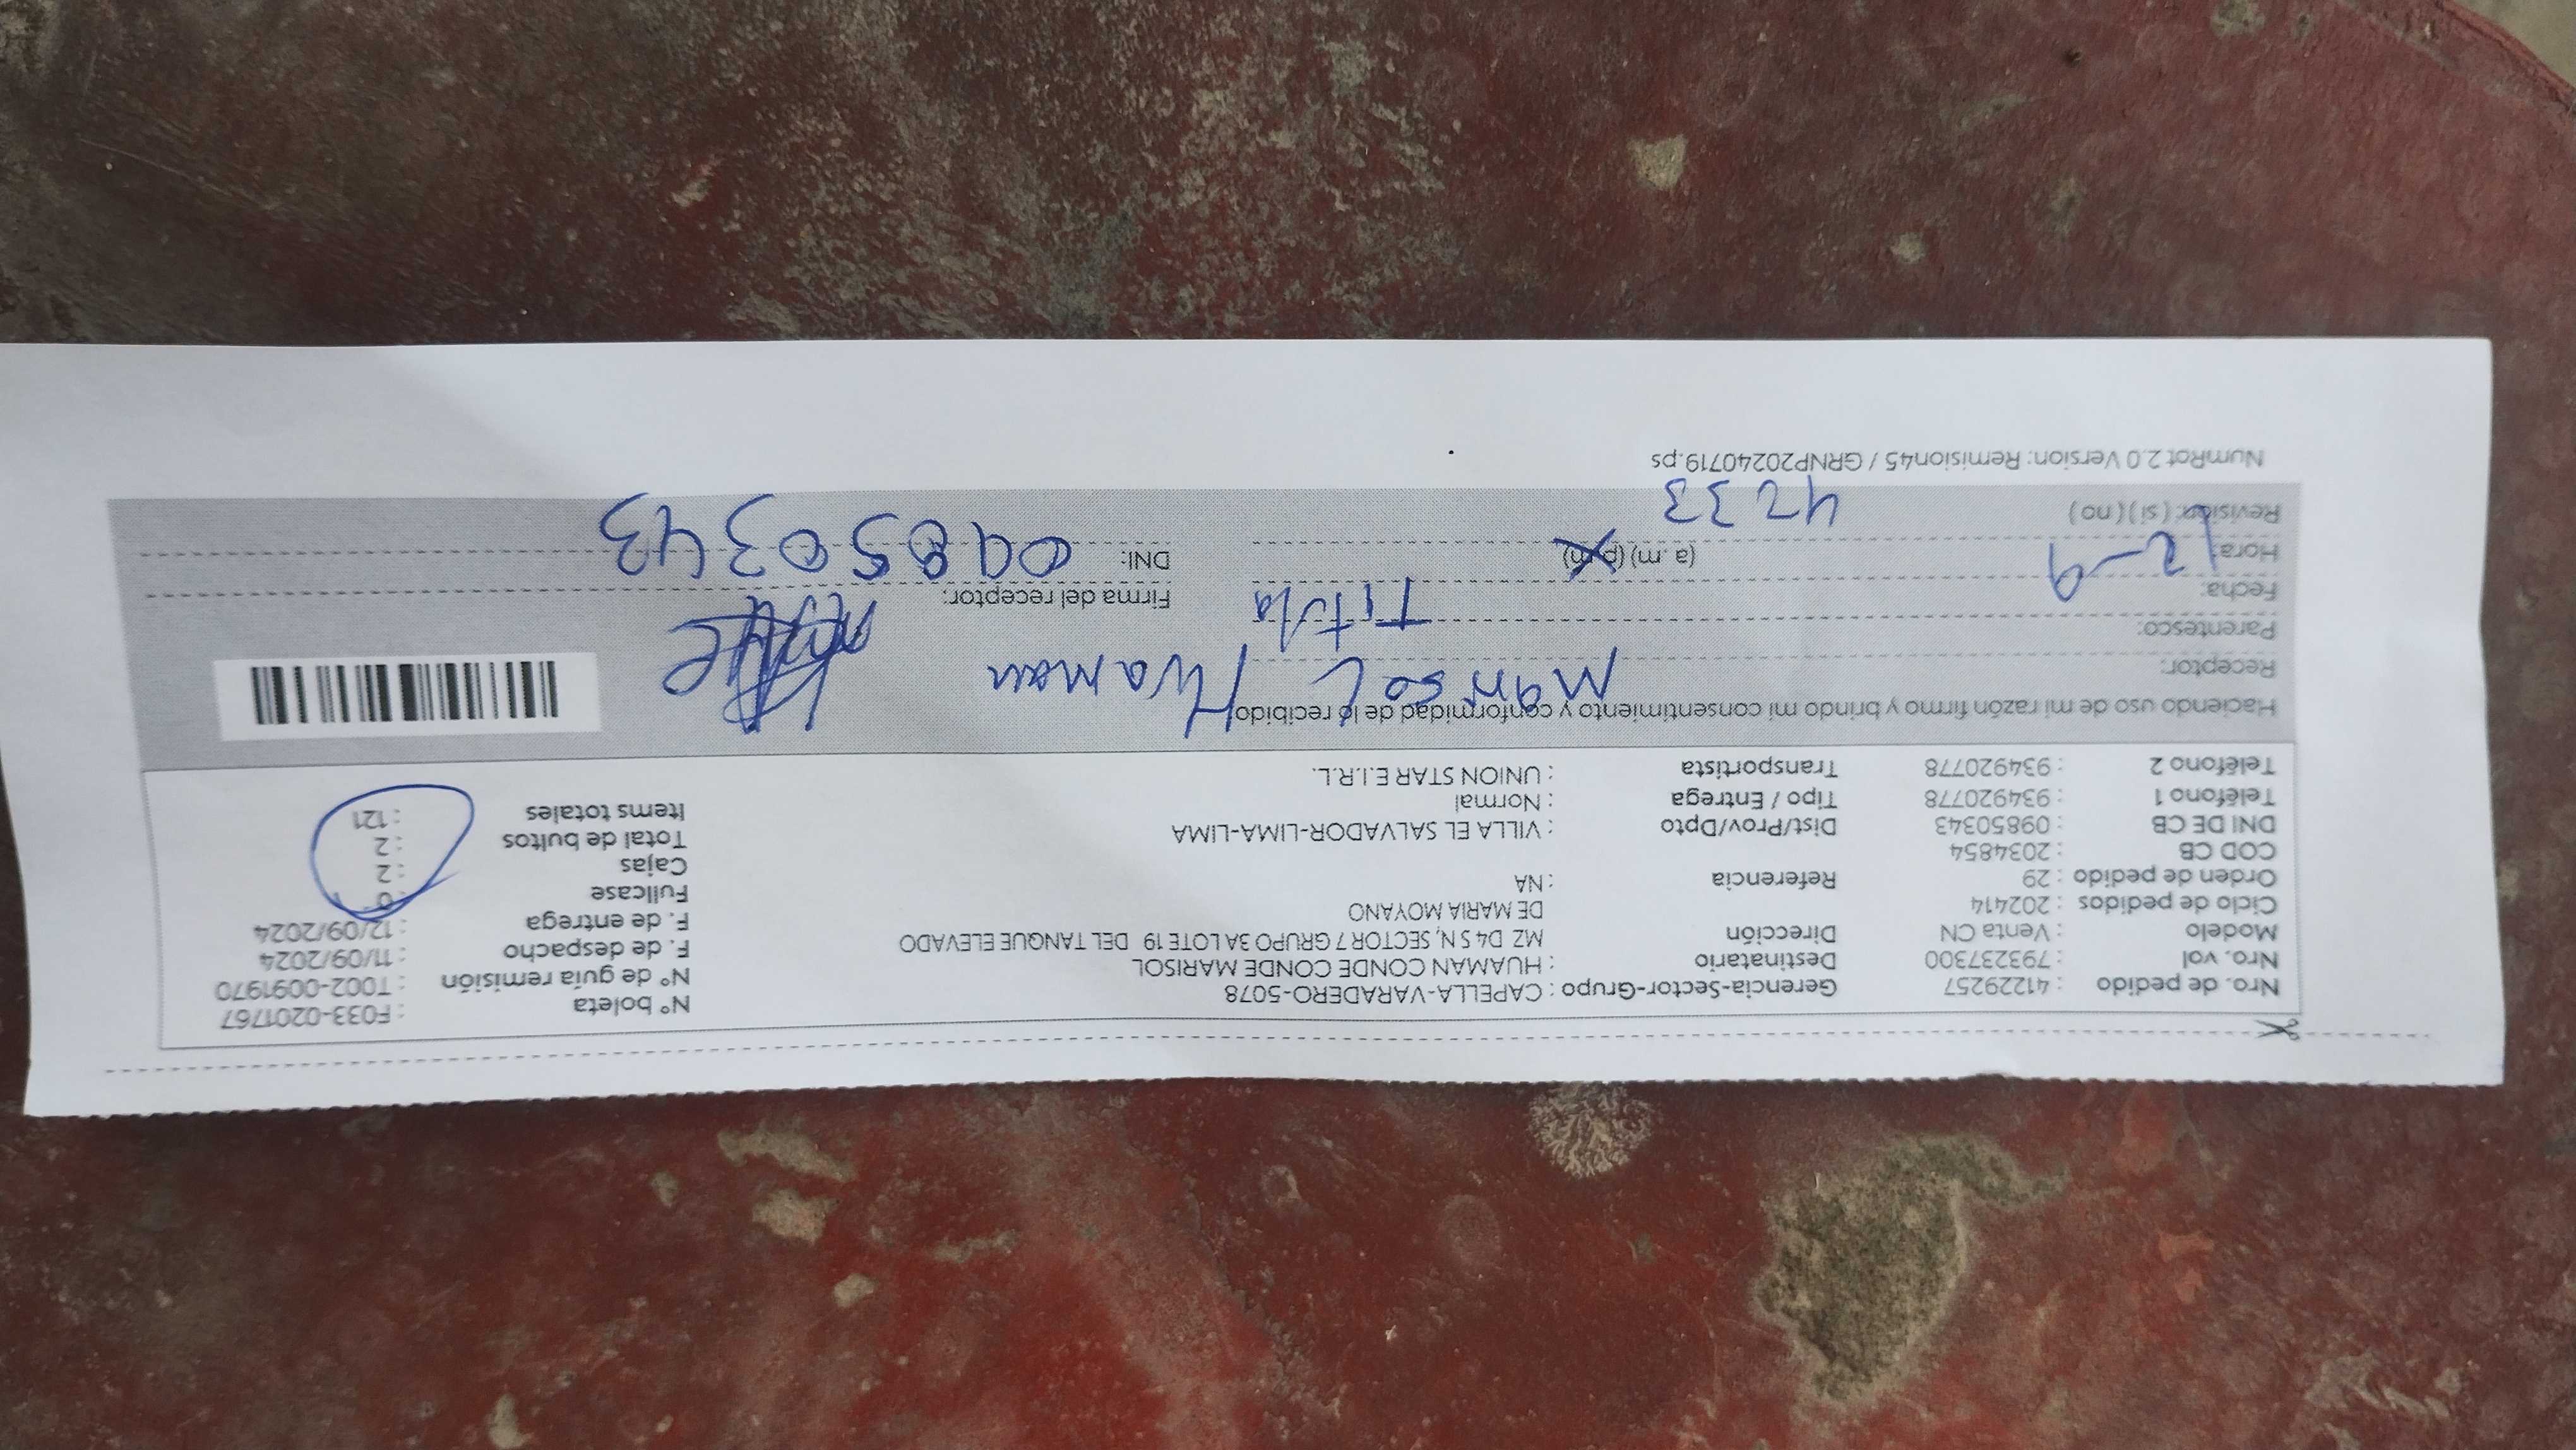 Nro. de pedido : 41229257 Gerencia-Sector-Grupo : CAPELLA-VARADERO-5078 N° boleta : F033-0201767
Nro. vol : 793237300 Destinatario : HUAMAN CONDE CONDE MARISOL N° de guía remisión : T002-0091970
Modelo : Venta CN Dirección MZ D4 S N, SECTOR 7 GRUPO 3A LOTE 19 DEL TANQUE ELEVADO F. de despacho : 11/09/2024
Ciclo de pedidos : 202414 DE MARIA MOYANO F. de entrega : 12/09/2024
Orden de pedido : 29 Referencia : NA Fullcase : 0
COD CB : 2034854 Cajas : 2
DNI DE CB : 09850343 Dist/Prov/Dpto : VILLA EL SALVADOR-LIMA-LIMA Total de bultos : 2
Teléfono 1 : 934920778 Tipo / Entrega : Normal Items totales : 121
Teléfono 2 : 934920778 Transportista : UNION STAR E.I.R.L.
Haciendo uso de mi razón firmo y brindo mi consentimiento y conformidad de lo recibido
Receptor: Marisol Huaman
Parentesco: Titula
Fecha: 12-9 Firma del receptor:
Hora: (a.m) (p.m) DNI: 09850343
Revisión: (si) (no) 4233
NumRot 2.0 Version: Remision45 / GRNP20240719.ps